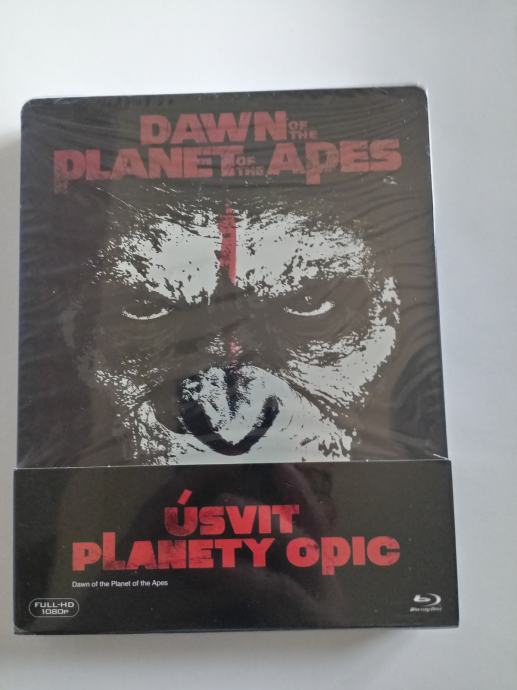 DAWN OF THE
PLANET OF THE APES
ÚSVIT
PLANETY OPIC
Dawn of the Planet of the Apes
FULL-HD
1080P
Blu-ray Disc